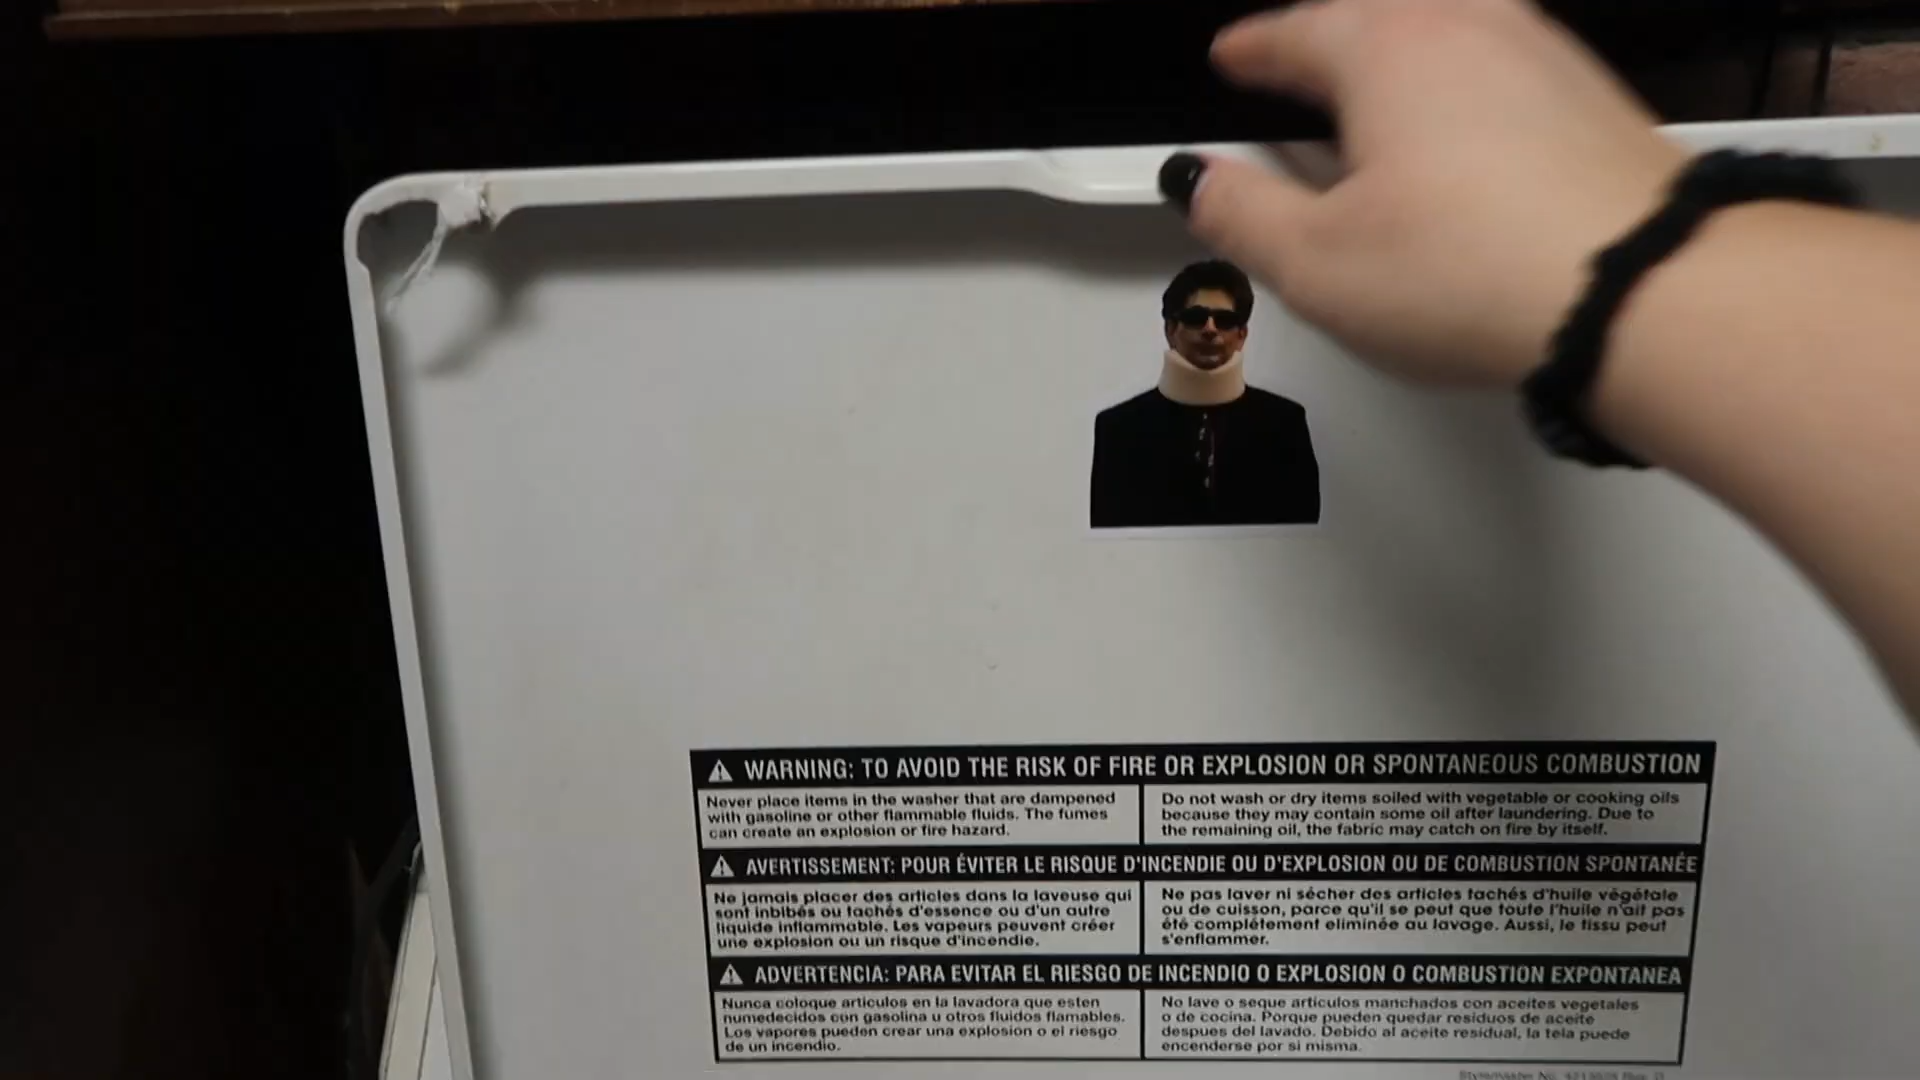 WARNING: TO AVOID THE RISK OF FIRE OR EXPLOSION OR SPONTANEOUS COMBUSTION
Never place items in the washer that are dampened
with gasoline or other flammable fluids. The fumes
can create an explosion or fire hazard.
Do not wash or dry items soiled with vegetable or cooking oils
because they may contain some oil after laundering. Due to
the remaining oil, the fabric may catch on fire by itself.
AVERTISSEMENT: POUR ÉVITER LE RISQUE D'INCENDIE OU D'EXPLOSION OU DE COMBUSTION SPONTANÉE
Ne jamais placer des articles dans la laveuse qui
sont inbibés ou tachés d'essence ou d'un autre
liquide inflammable. Les vapeurs peuvent créer
une explosion ou un risque d'incendie.
Ne pas laver ni sécher des articles tachés d'huile végétale
ou de cuisson, parce qu'il se peut que toute l'huile n'ait pas
été complétement eliminée au lavage. Aussi, le tissu peut
s'enflammer.
ADVERTENCIA: PARA EVITAR EL RIESGO DE INCENDIO O EXPLOSION O COMBUSTION EXPONTANEA
Nunca coloque articulos en la lavadora que esten
humedecidos con gasolina u otros fluidos flamables.
Los vapores pueden crear una explosion o el riesgo
de un incendio.
No lave o seque articulos manchados con aceites vegetales
o de cocina. Porque pueden quedar residuos de aceite
despues del lavado. Debido al aceite residual, la tela puede
encenderse por si misma.